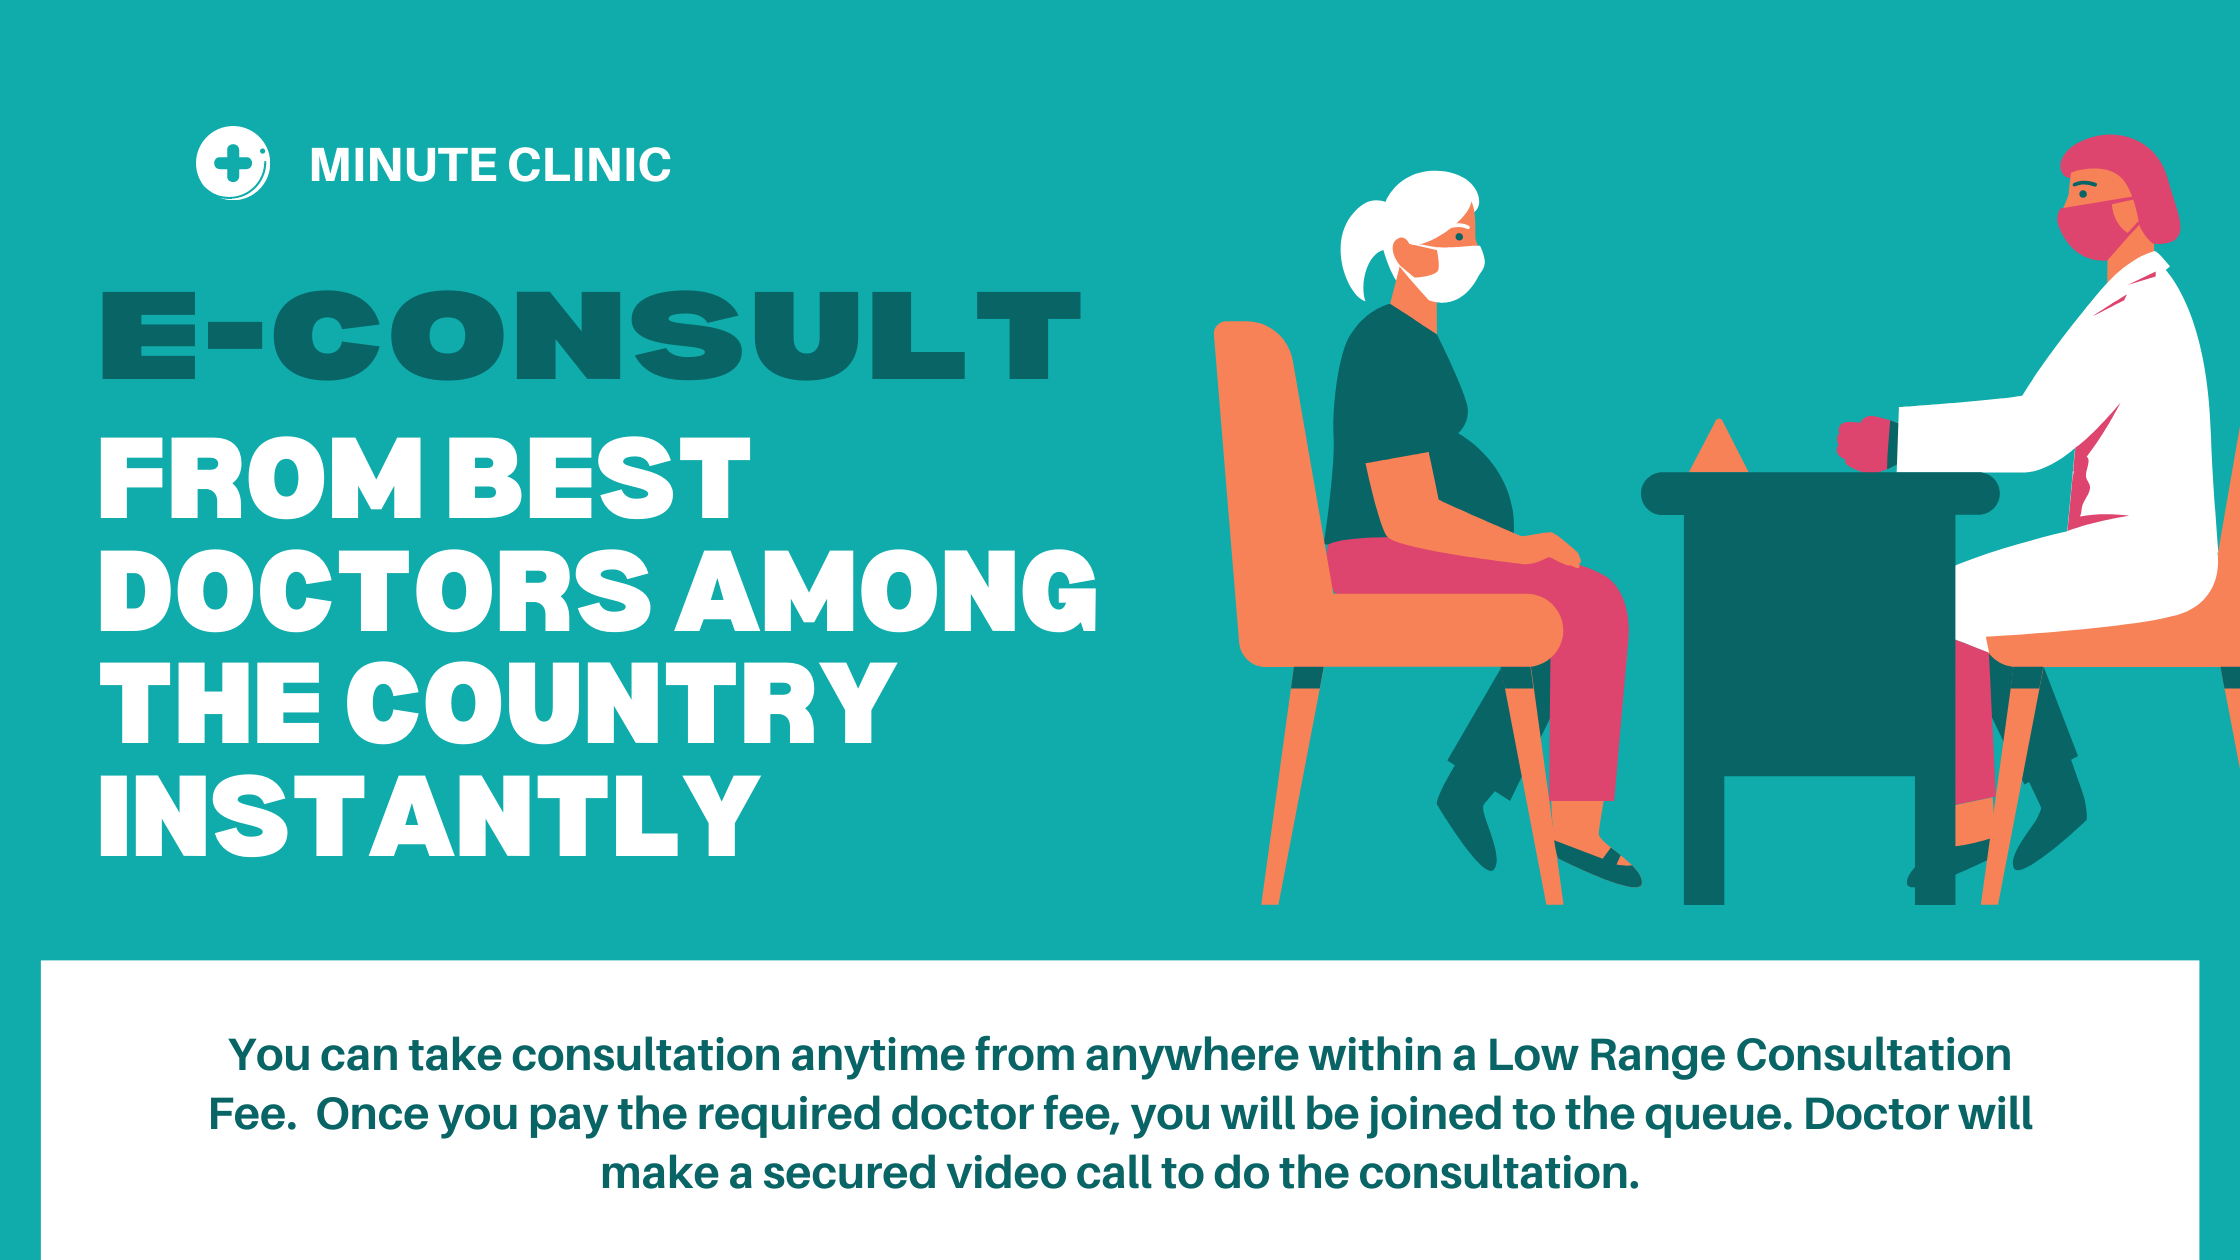 MINUTE CLINIC
E-CONSULT
FROM BEST
DOCTORS AMONG
THE COUNTRY
INSTANTLY
You can take consultation anytime from anywhere within a Low Range Consultation
Fee.  Once you pay the required doctor fee, you will be joined to the queue. Doctor will
make a secured video call to do the consultation.